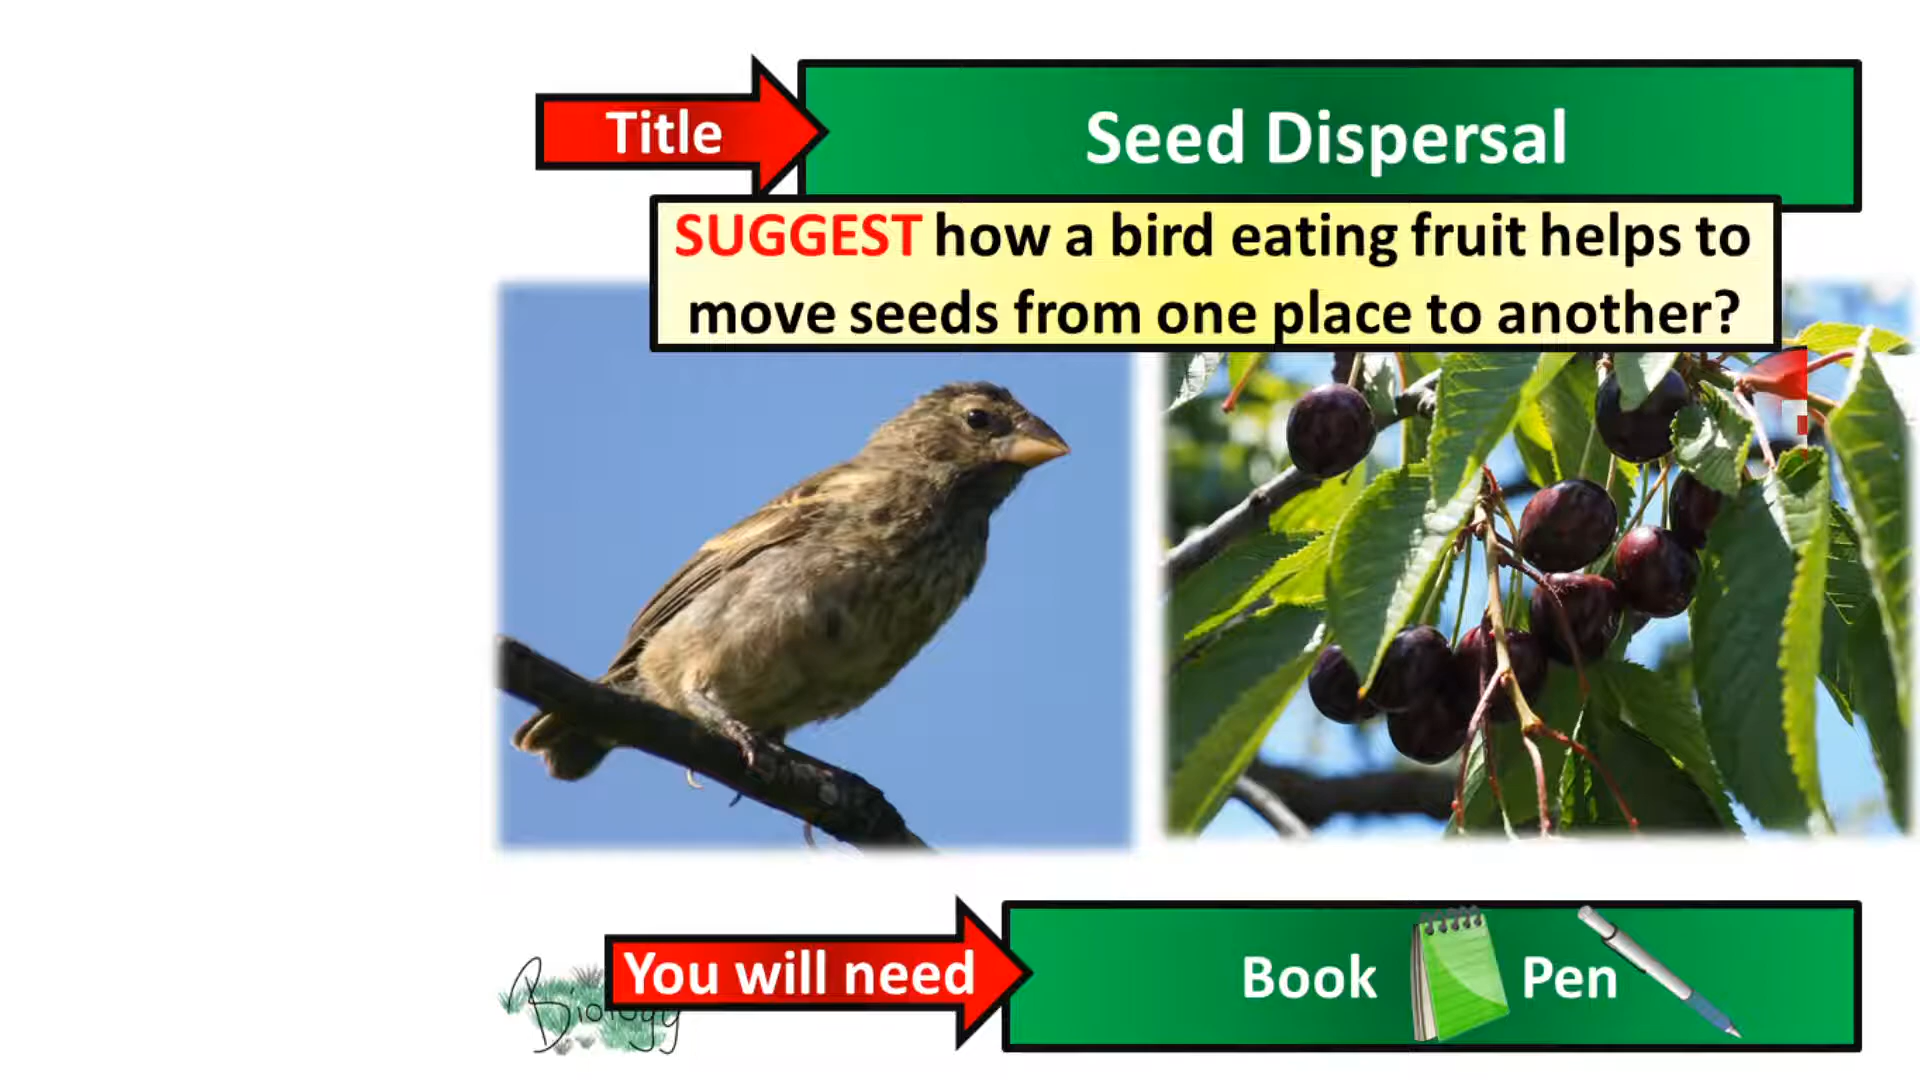 Title
Seed Dispersal
SUGGEST how a bird eating fruit helps to
move seeds from one place to another?
You will need
Book
Pen
Biology